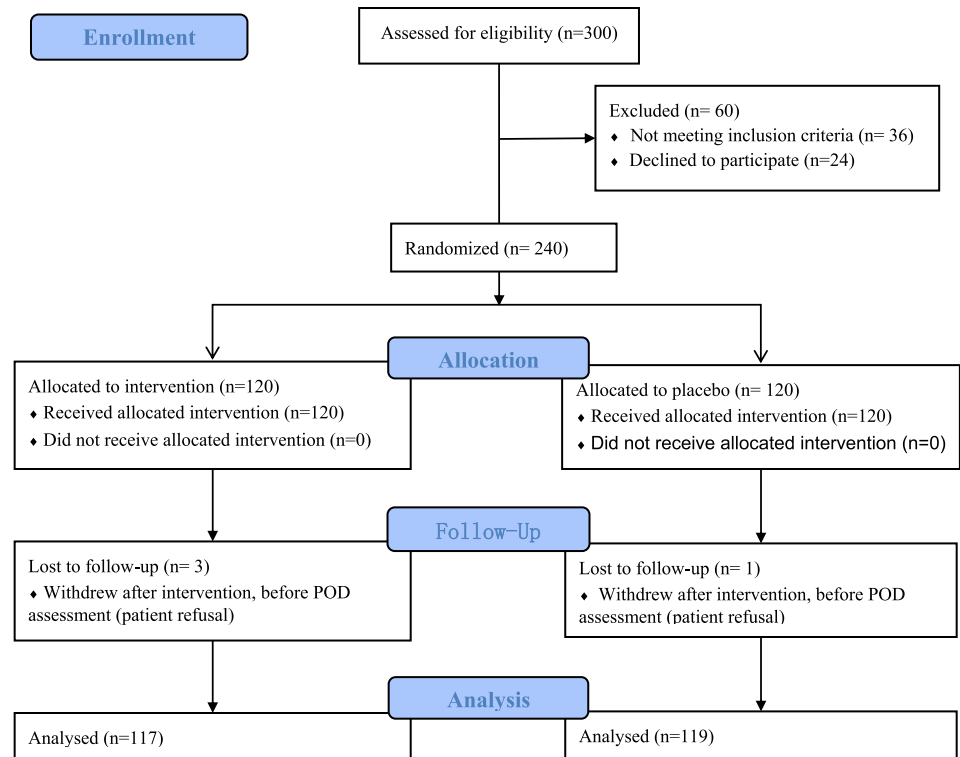 Enrollment
Assessed for eligibility (n=300)
Excluded (n= 60)
♦ Not meeting inclusion criteria (n= 36)
♦ Declined to participate (n=24)
Randomized (n= 240)
Allocation
Allocated to intervention (n=120)
♦ Received allocated intervention (n=120)
♦ Did not receive allocated intervention (n=0)
Allocated to placebo (n= 120)
♦ Received allocated intervention (n=120)
♦ Did not receive allocated intervention (n=0)
Follow-Up
Lost to follow-up (n= 3)
♦ Withdrew after intervention, before POD
assessment (patient refusal)
Lost to follow-up (n= 1)
♦ Withdrew after intervention, before POD
assessment (patient refusal)
Analysis
Analysed (n=117)
Analysed (n=119)